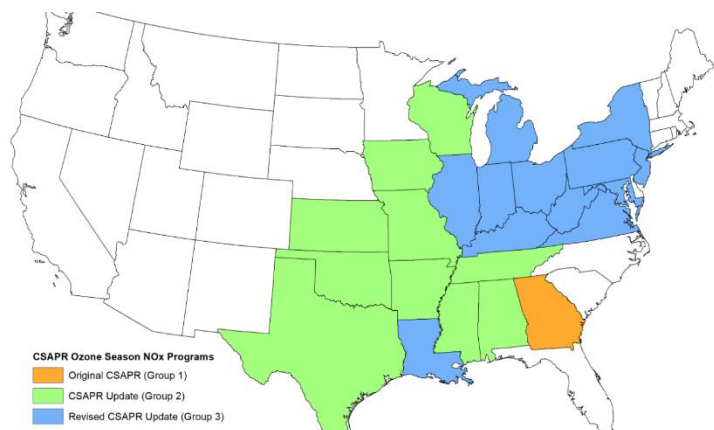 CSAPR Ozone Season NOx Programs
Original CSAPR (Group 1)
CSAPR Update (Group 2)
Revised CSAPR Update (Group 3)